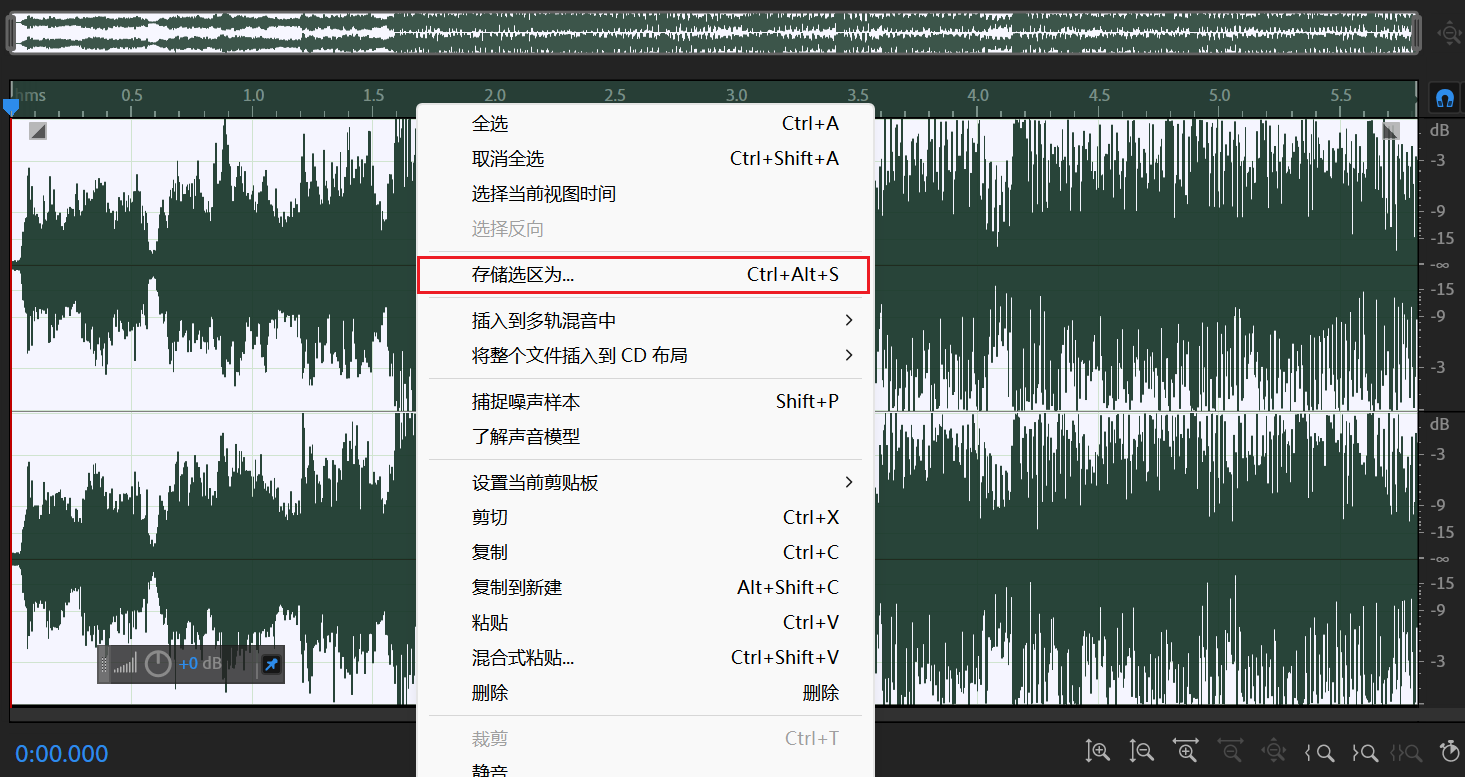 hms 0.5 1.0 1.5 2.0 2.5 3.0 3.5 4.0 4.5 5.0 5.5
dB
-3
-9
-15
-∞
-15
-9
-3
dB
-3
-9
-15
-∞
-15
-9
-3
全选 Ctrl+A
取消全选 Ctrl+Shift+A
选择当前视图时间
选择反向
存储选区为... Ctrl+Alt+S
插入到多轨混音中
将整个文件插入到 CD 布局
捕捉噪声样本 Shift+P
了解声音模型
设置当前剪贴板
剪切 Ctrl+X
复制 Ctrl+C
复制到新建 Alt+Shift+C
粘贴 Ctrl+V
混合式粘贴... Ctrl+Shift+V
删除 删除
裁剪 Ctrl+T
静音
+0 dB
0:00.000